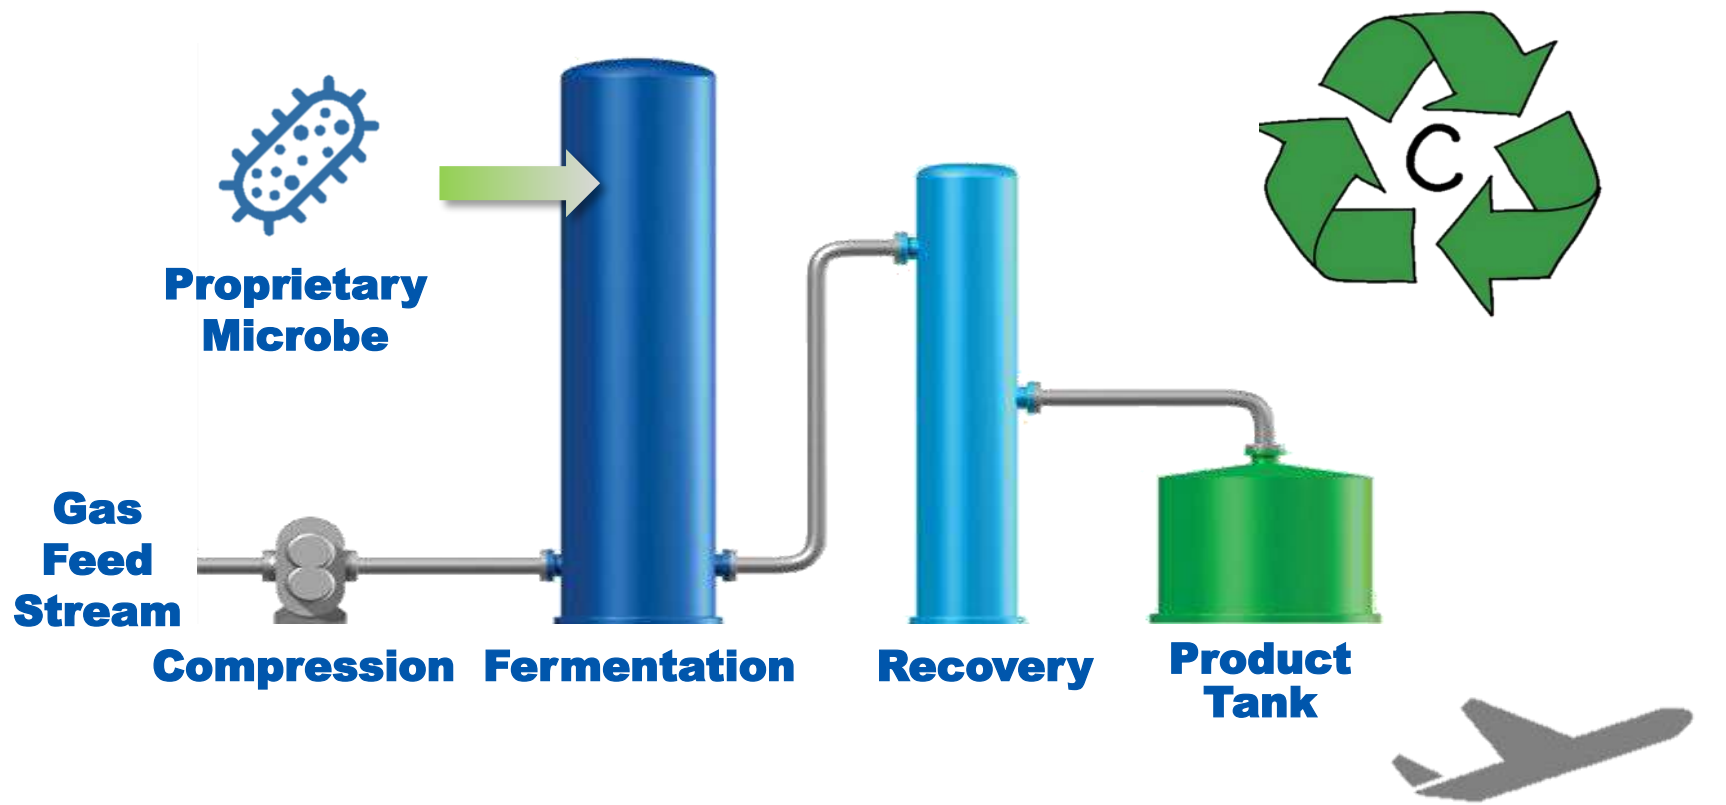 C
Proprietary
Microbe
Gas
Feed
Stream
Compression
Fermentation
Recovery
Product
Tank